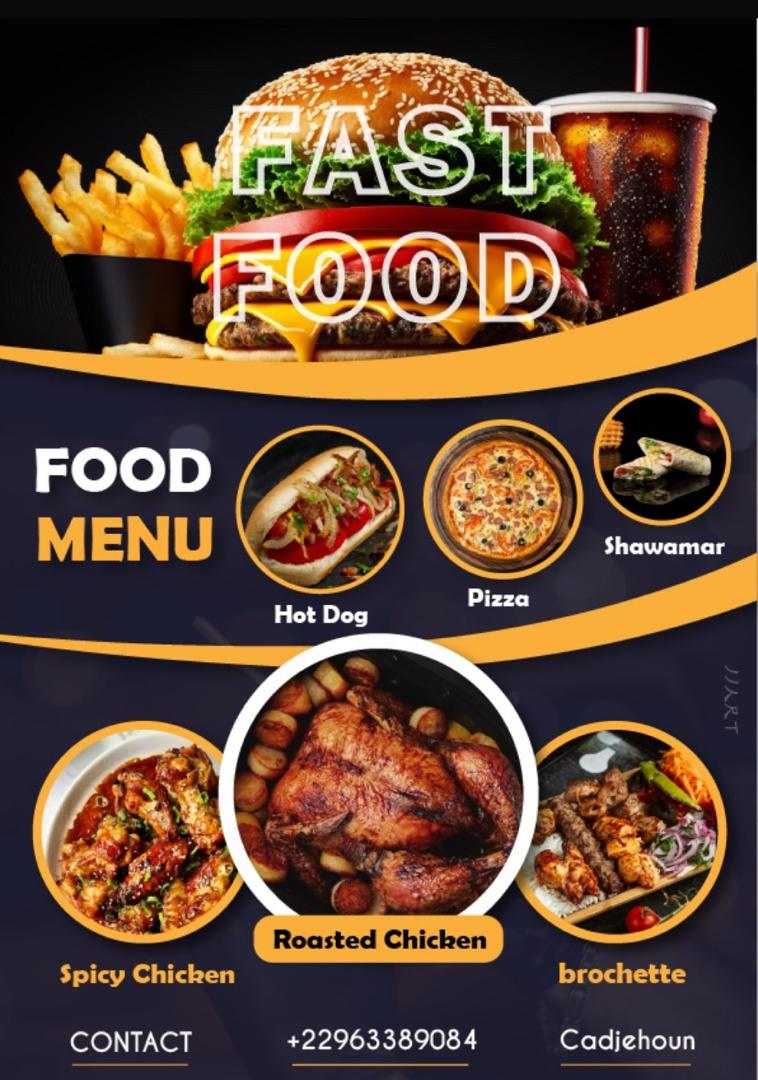 FAST
FOOD
FOOD
MENU
Hot Dog
Pizza
Shawamar
Roasted Chicken
Spicy Chicken
brochette
CONTACT
+22963389084
Cadjehoun